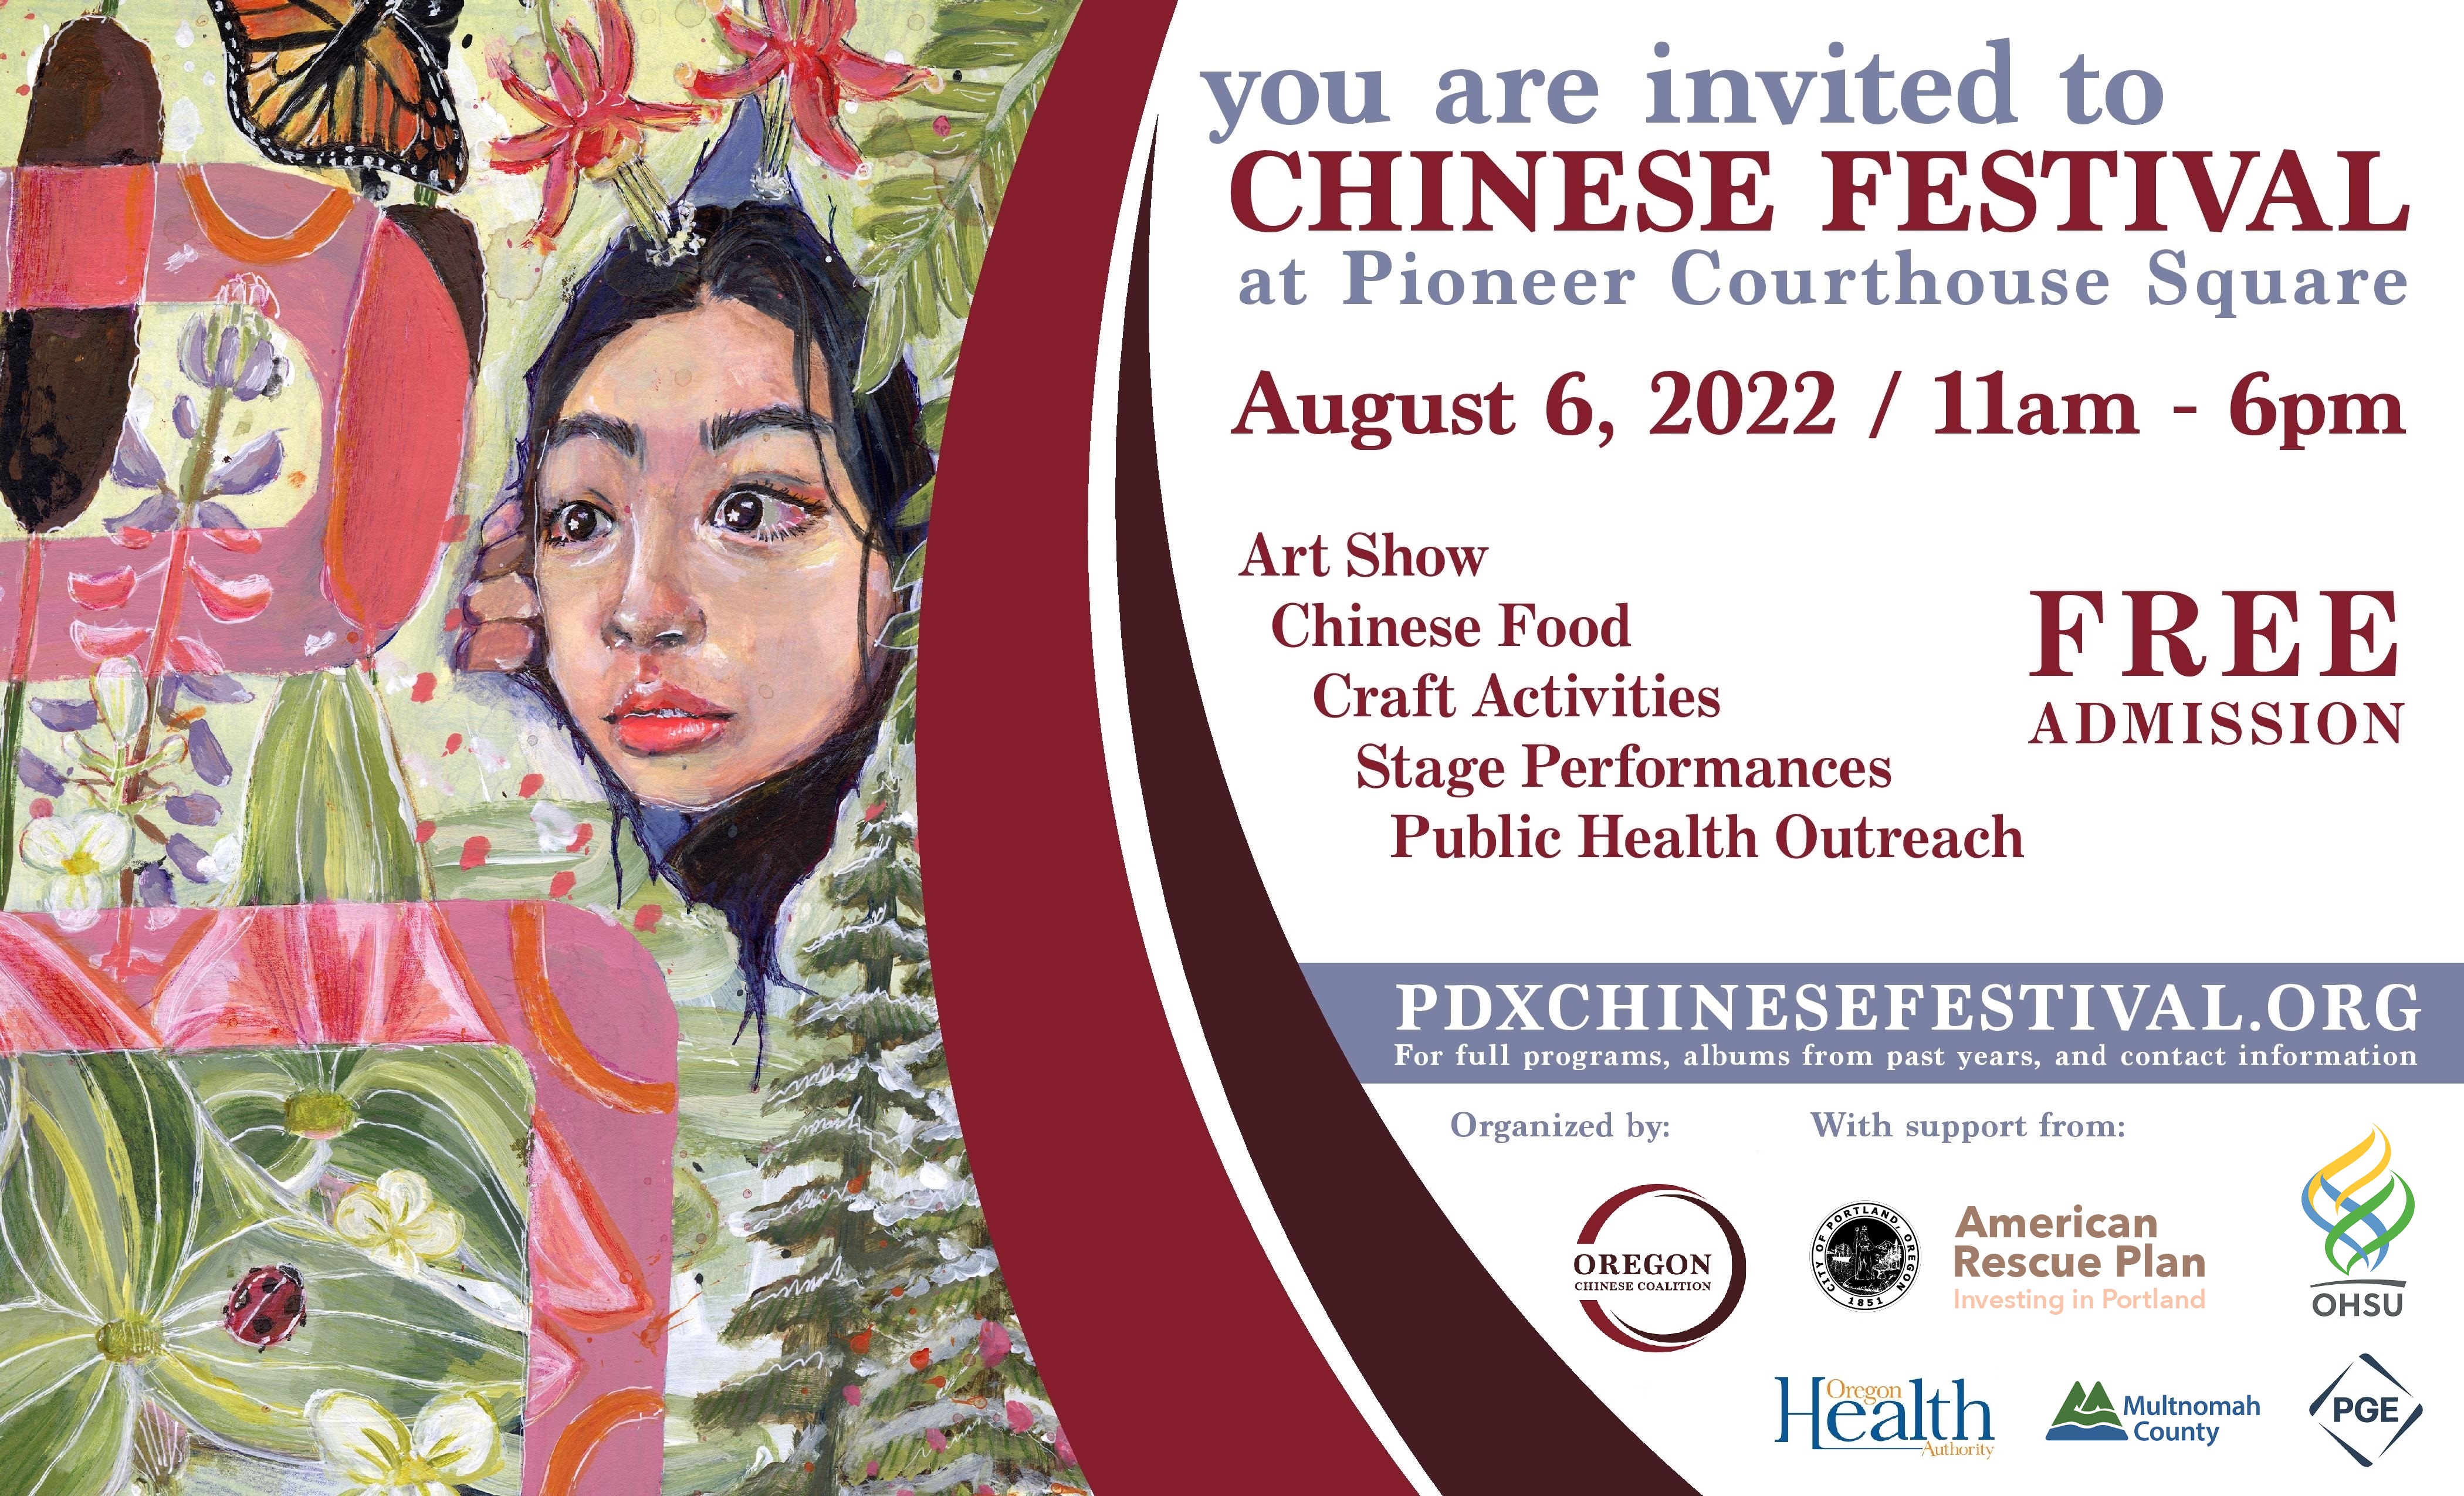 you are invited to
CHINESE FESTIVAL
at Pioneer Courthouse Square
August 6, 2022 / 11am - 6pm
Art Show
Chinese Food
Craft Activities
Stage Performances
Public Health Outreach
FREE
ADMISSION
PDXCHINESEFESTIVAL.ORG
For full programs, albums from past years, and contact information
Organized by:
With support from:
OREGON
CHINESE COALITION
CITY OF PORTLAND, OREGON
1851
American
Rescue Plan
Investing in Portland
OHSU
Oregon
Health
Authority
Multnomah
County
PGE